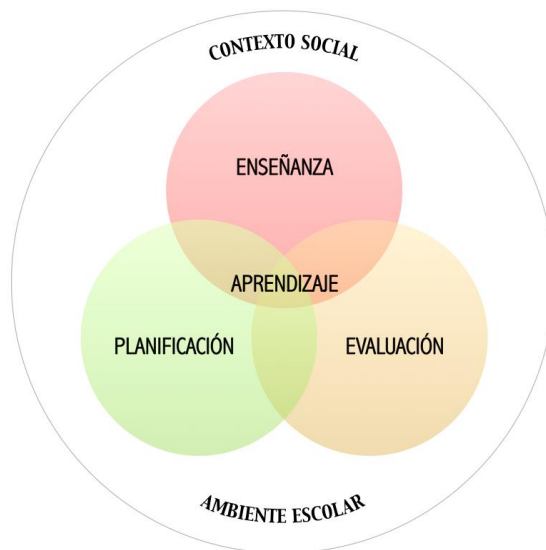 CONTEXTO SOCIAL
ENSEÑANZA
APRENDIZAJE
PLANIFICACIÓN
EVALUACIÓN
AMBIENTE ESCOLAR